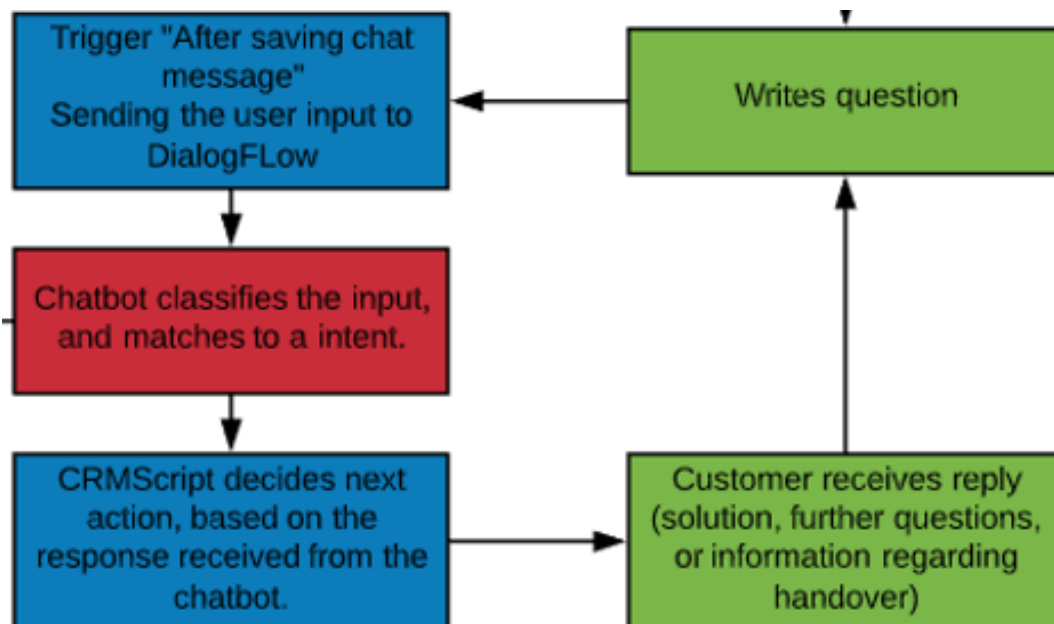 Trigger "After saving chat
message"
Sending the user input to
DialogFLow
Writes question
Chatbot classifies the input,
and matches to a intent.
CRMScript decides next
action, based on the
response received from the
chatbot.
Customer receives reply
(solution, further questions,
or information regarding
handover)